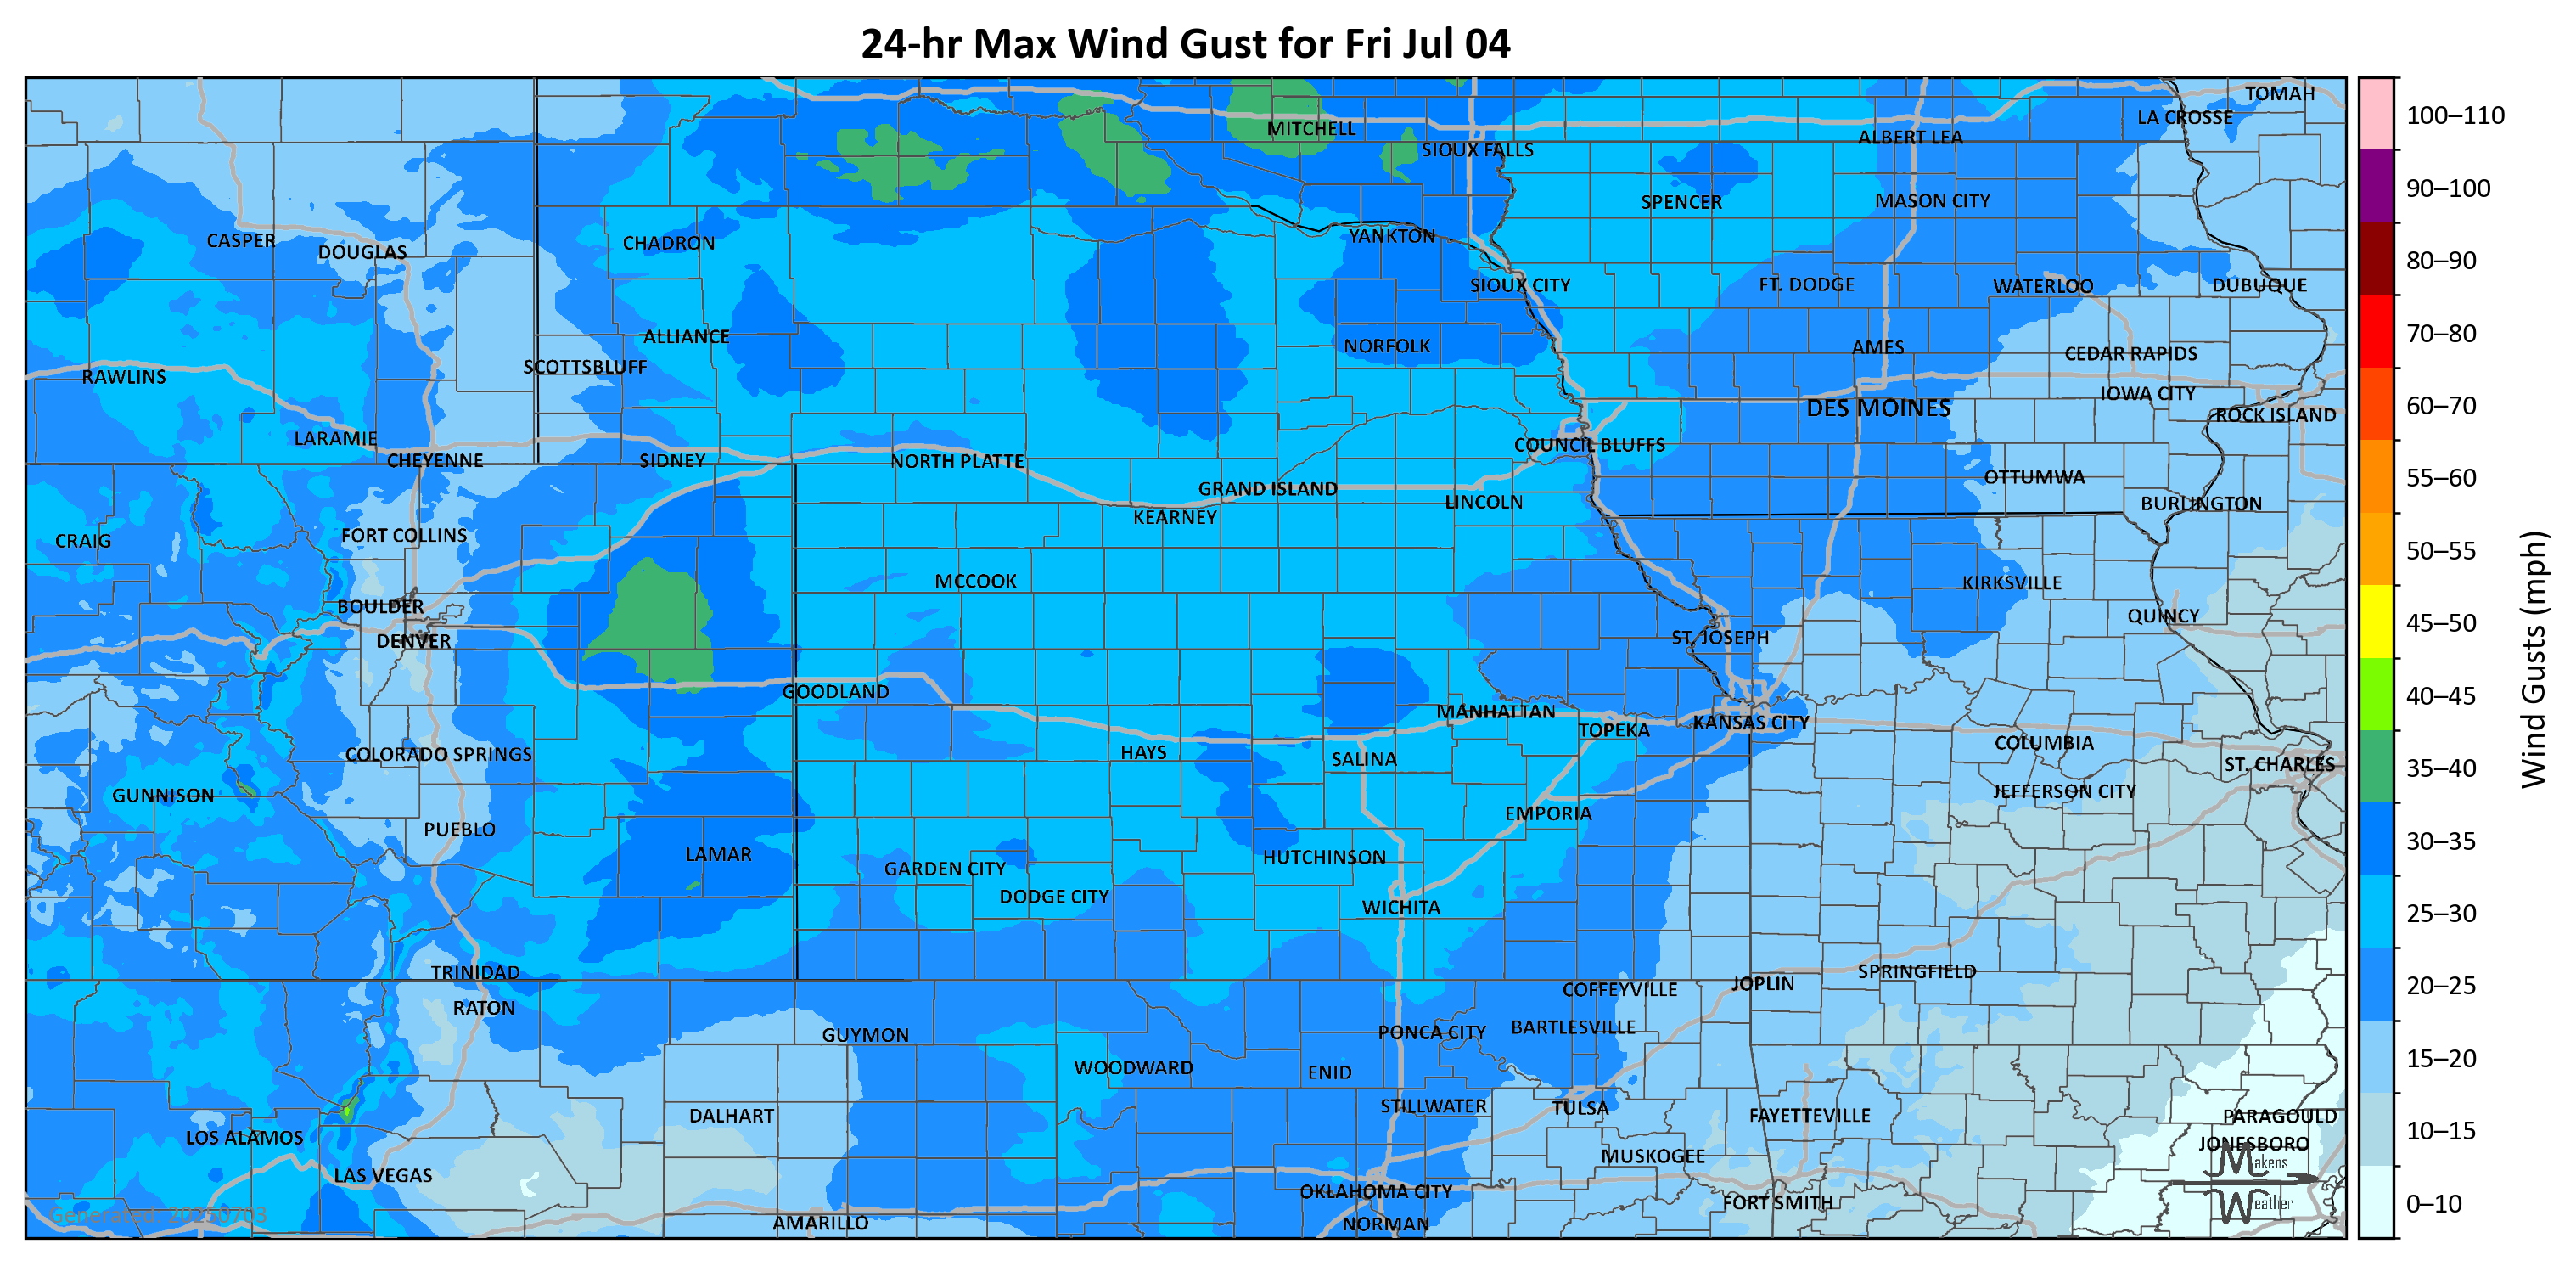 24-hr Max Wind Gust for Fri Jul 04
TOMAH
LA CROSSE
MITCHELL
ALBERT LEA
SIOUX FALLS
SPENCER
MASON CITY
CASPER
DOUGLAS
CHADRON
YANKTON
SIOUX CITY
FT. DODGE
WATERLOO
DUBUQUE
ALLIANCE
NORFOLK
AMES
CEDAR RAPIDS
SCOTTSBLUFF
RAWLINS
IOWA CITY
DES MOINES
ROCK ISLAND
LARAMIE
COUNCIL BLUFFS
CHEYENNE
SIDNEY
NORTH PLATTE
OTTUMWA
GRAND ISLAND
LINCOLN
BURLINGTON
KEARNEY
FORT COLLINS
CRAIG
MCCOOK
KIRKSVILLE
BOULDER
QUINCY
DENVER
ST. JOSEPH
GOODLAND
MANHATTAN
KANSAS CITY
TOPEKA
COLUMBIA
COLORADO SPRINGS
HAYS
SALINA
ST. CHARLES
GUNNISON
JEFFERSON CITY
EMPORIA
PUEBLO
LAMAR
HUTCHINSON
GARDEN CITY
DODGE CITY
WICHITA
TRINIDAD
SPRINGFIELD
JOPLIN
COFFEYVILLE
RATON
BARTLESVILLE
GUYMON
PONCA CITY
WOODWARD
ENID
STILLWATER
TULSA
DALHART
FAYETTEVILLE
PARAGOULD
LOS ALAMOS
JONESBORO
MUSKOGEE
LAS VEGAS
OKLAHOMA CITY
FORT SMITH
AMARILLO
NORMAN
Generated: 20250703
Makens
Weather
100–110
90–100
80–90
70–80
60–70
55–60
50–55
45–50
40–45
35–40
30–35
25–30
20–25
15–20
10–15
0–10
Wind Gusts (mph)